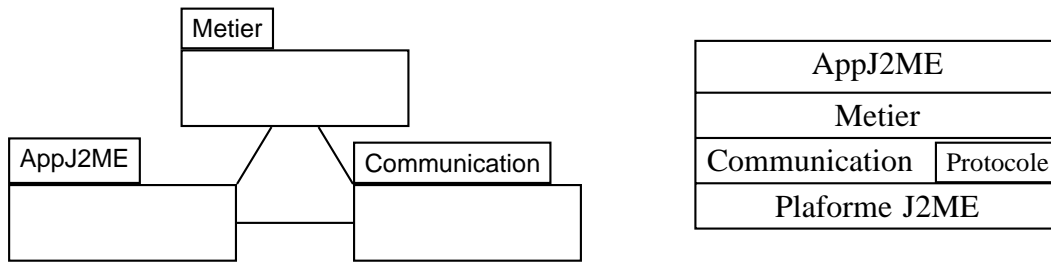 Metier
AppJ2ME
Communication
AppJ2ME
Metier
Communication Protocole
Plaforme J2ME